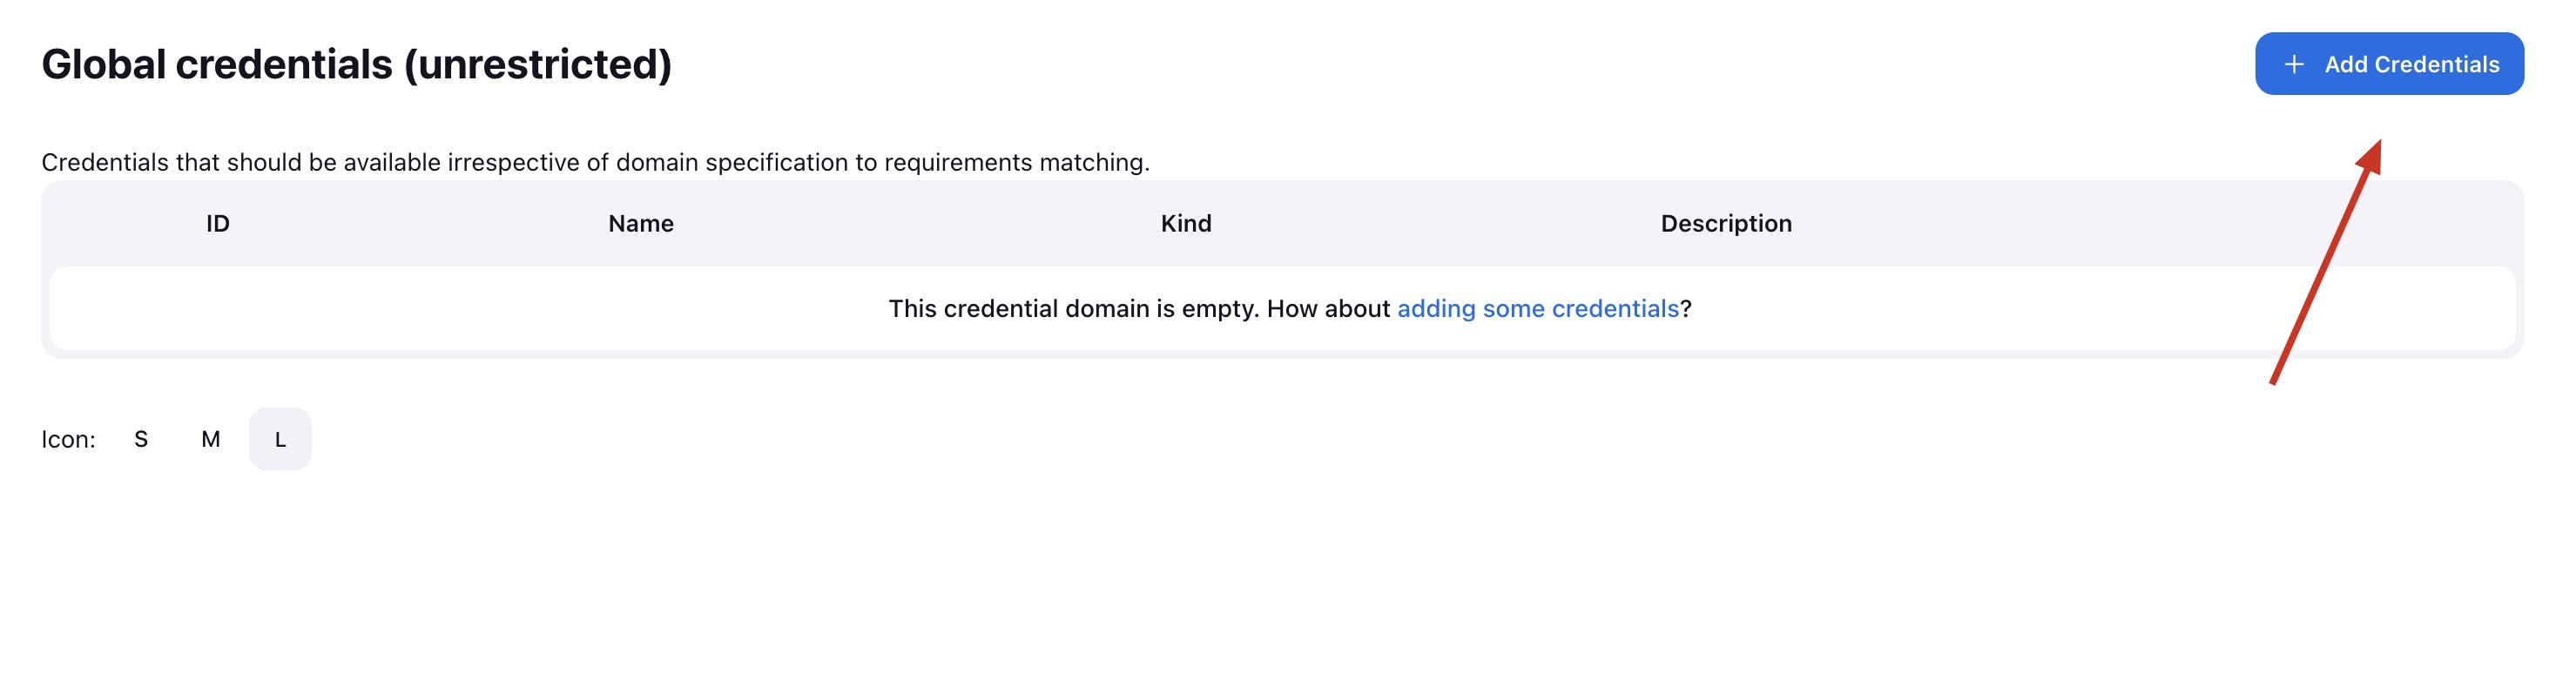 Global credentials (unrestricted)
+ Add Credentials
Credentials that should be available irrespective of domain specification to requirements matching.
ID Name Kind Description
This credential domain is empty. How about adding some credentials?
Icon: S M L